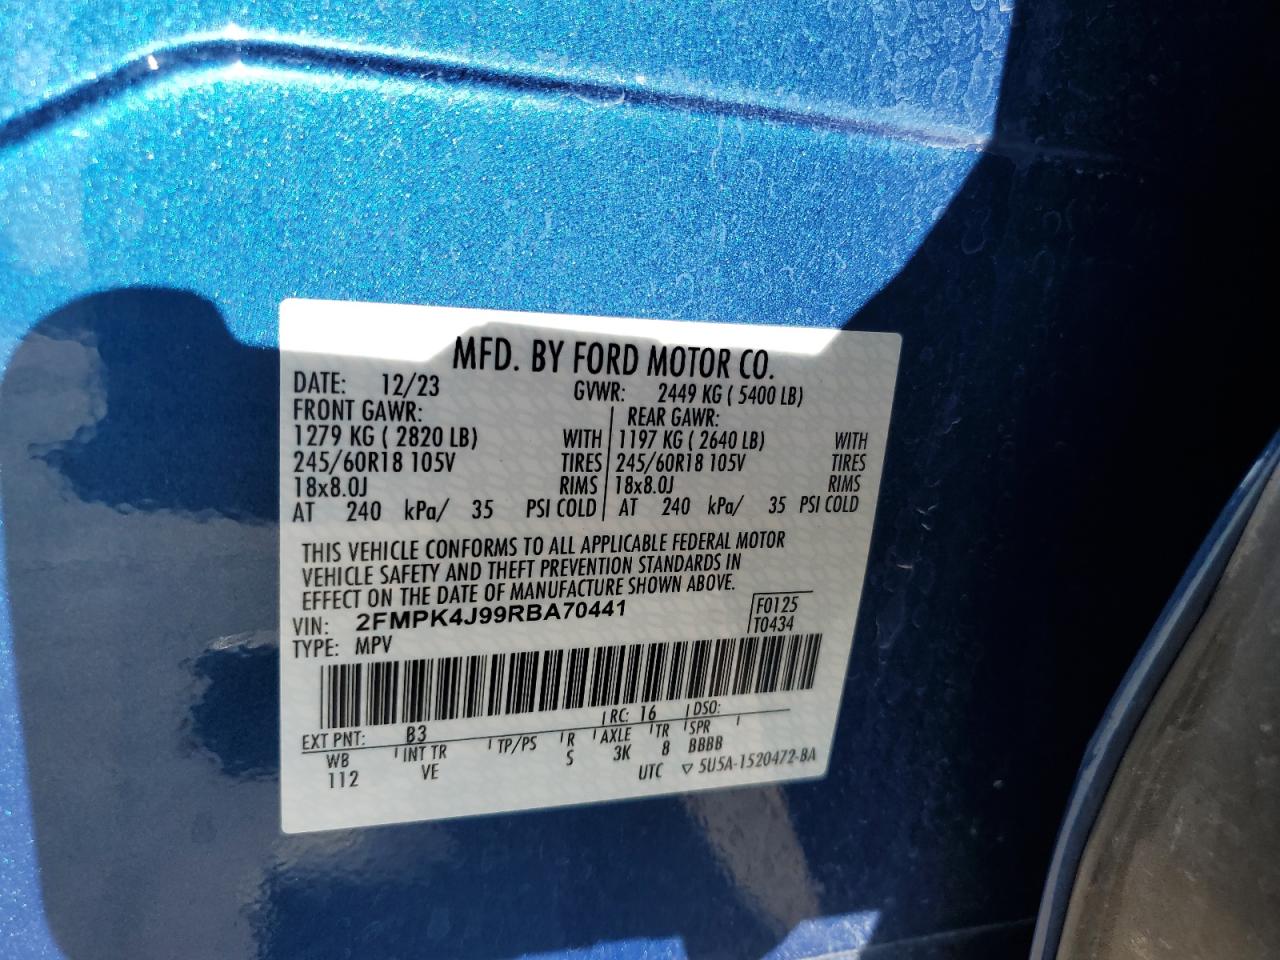 MFD. BY FORD MOTOR CO.
DATE: 12/23 GVWR: 2449 KG ( 5400 LB)
FRONT GAWR: REAR GAWR:
1279 KG ( 2820 LB) WITH 1197 KG ( 2640 LB) WITH
245/60R18 105V TIRES 245/60R18 105V TIRES
18x8.0J RIMS 18x8.0J RIMS
AT 240 kPa/ 35 PSI COLD AT 240 kPa/ 35 PSI COLD
THIS VEHICLE CONFORMS TO ALL APPLICABLE FEDERAL MOTOR
VEHICLE SAFETY AND THEFT PREVENTION STANDARDS IN
EFFECT ON THE DATE OF MANUFACTURE SHOWN ABOVE.
VIN: 2FMPK4J99RBA70441 F0125
TYPE: MPV T0434
EXT PNT: B3 RC: 16 DSO:
WB INT TR TP/PS R AXLE TR SPR
112 VE S 3K 8 BBBB
UTC ▽ 5U5A-1520472-BA